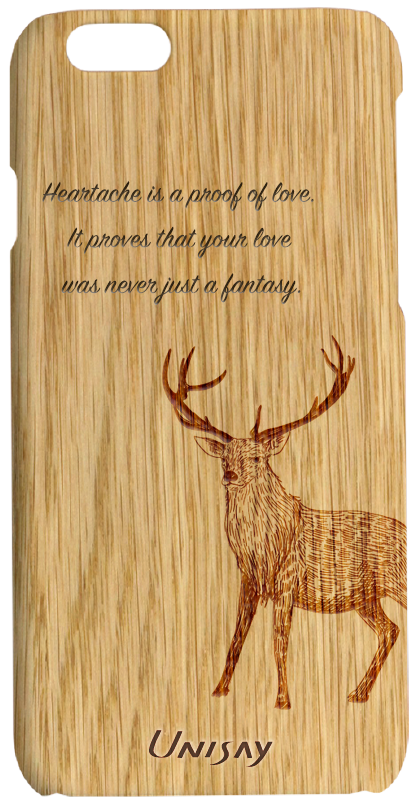 Heartache is a proof of love.
It proves that your love
was never just a fantasy.
Unisay